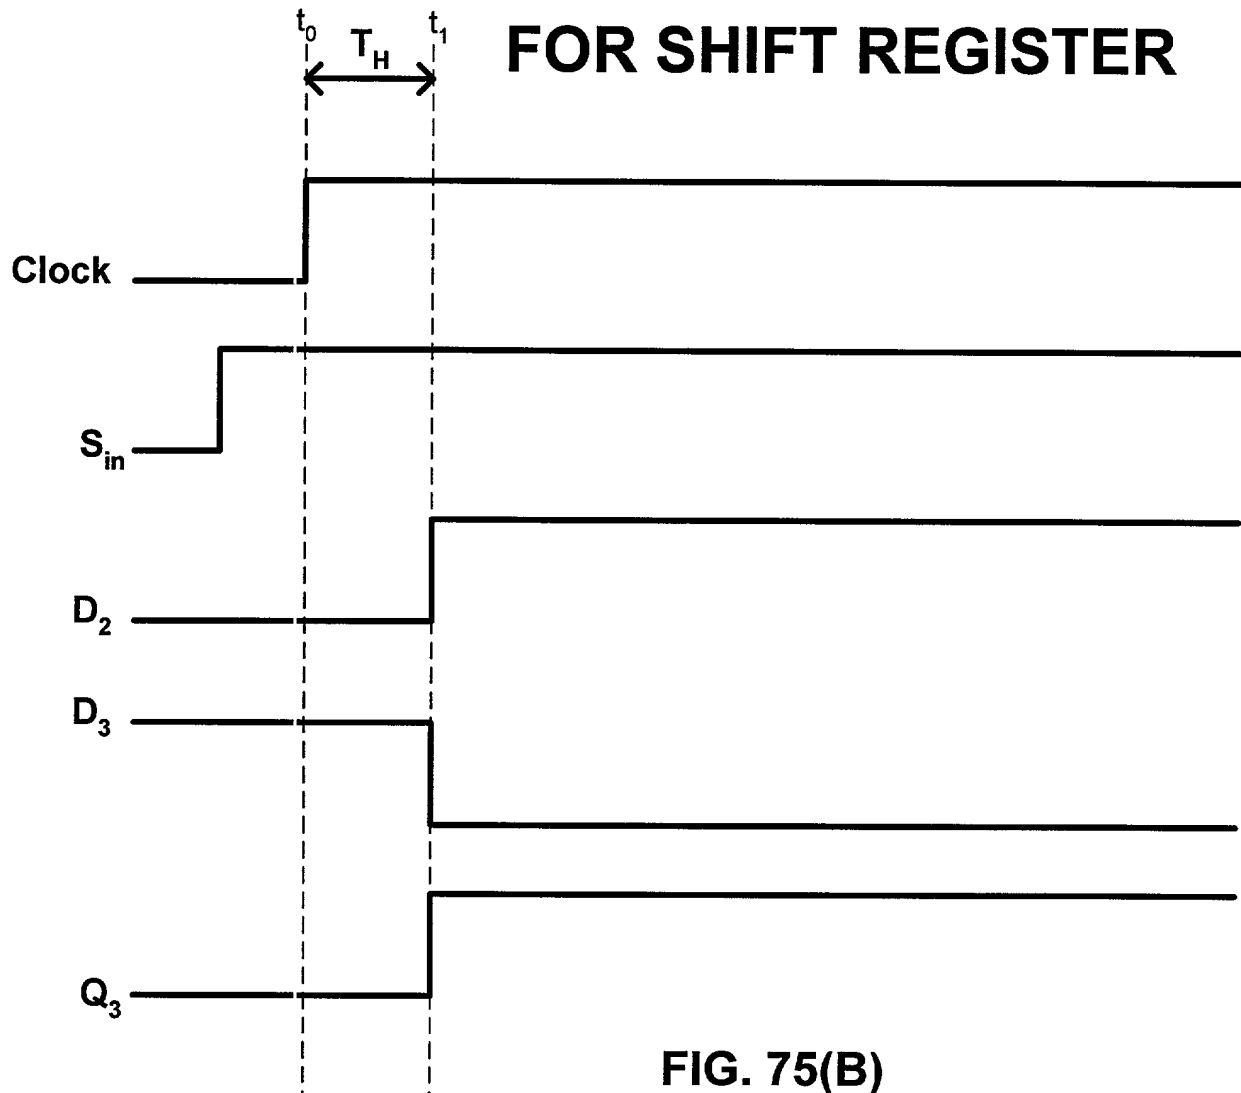 t0 TH t1
FOR SHIFT REGISTER
Clock
Sin
D2
D3
Q3
FIG. 75(B)